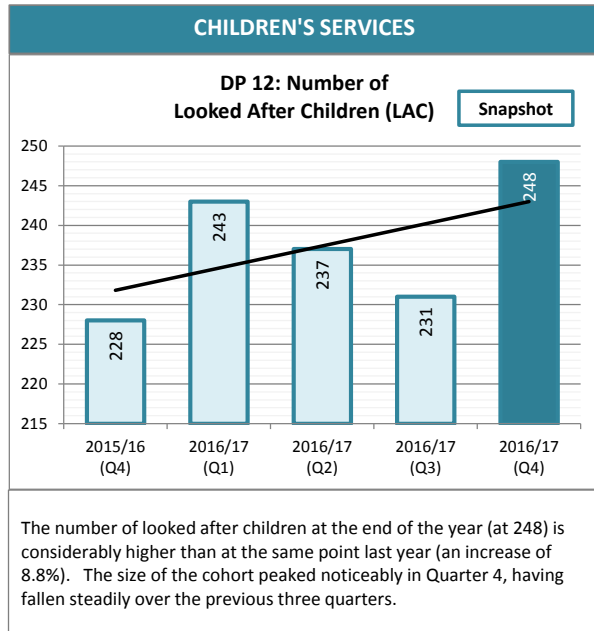 CHILDREN'S SERVICES
DP 12: Number of
Looked After Children (LAC)
Snapshot
250
245
240
235
230
225
220
215
228
243
237
231
248
2015/16
(Q4)
2016/17
(Q1)
2016/17
(Q2)
2016/17
(Q3)
2016/17
(Q4)
The number of looked after children at the end of the year (at 248) is
considerably higher than at the same point last year (an increase of
8.8%). The size of the cohort peaked noticeably in Quarter 4, having
fallen steadily over the previous three quarters.